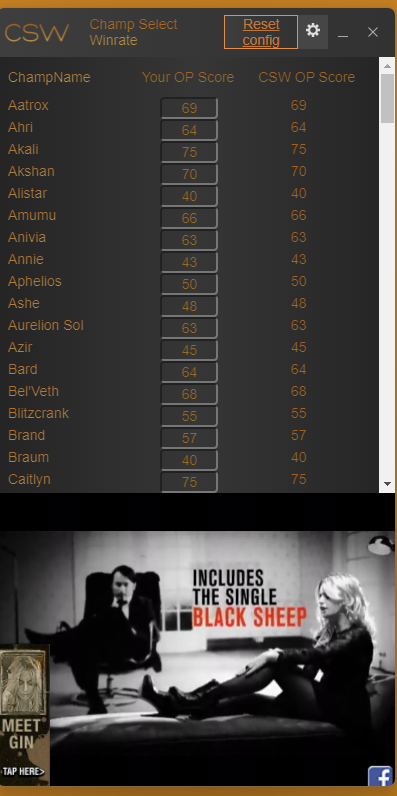 CSW Champ Select Winrate Reset config
ChampName Your OP Score CSW OP Score
Aatrox 69 69
Ahri 64 64
Akali 75 75
Akshan 70 70
Alistar 40 40
Amumu 66 66
Anivia 63 63
Annie 43 43
Aphelios 50 50
Ashe 48 48
Aurelion Sol 63 63
Azir 45 45
Bard 64 64
Bel'Veth 68 68
Blitzcrank 55 55
Brand 57 57
Braum 40 40
Caitlyn 75 75
INCLUDES
THE SINGLE
BLACK SHEEP
MEET
GIN
TAP HERE>
f